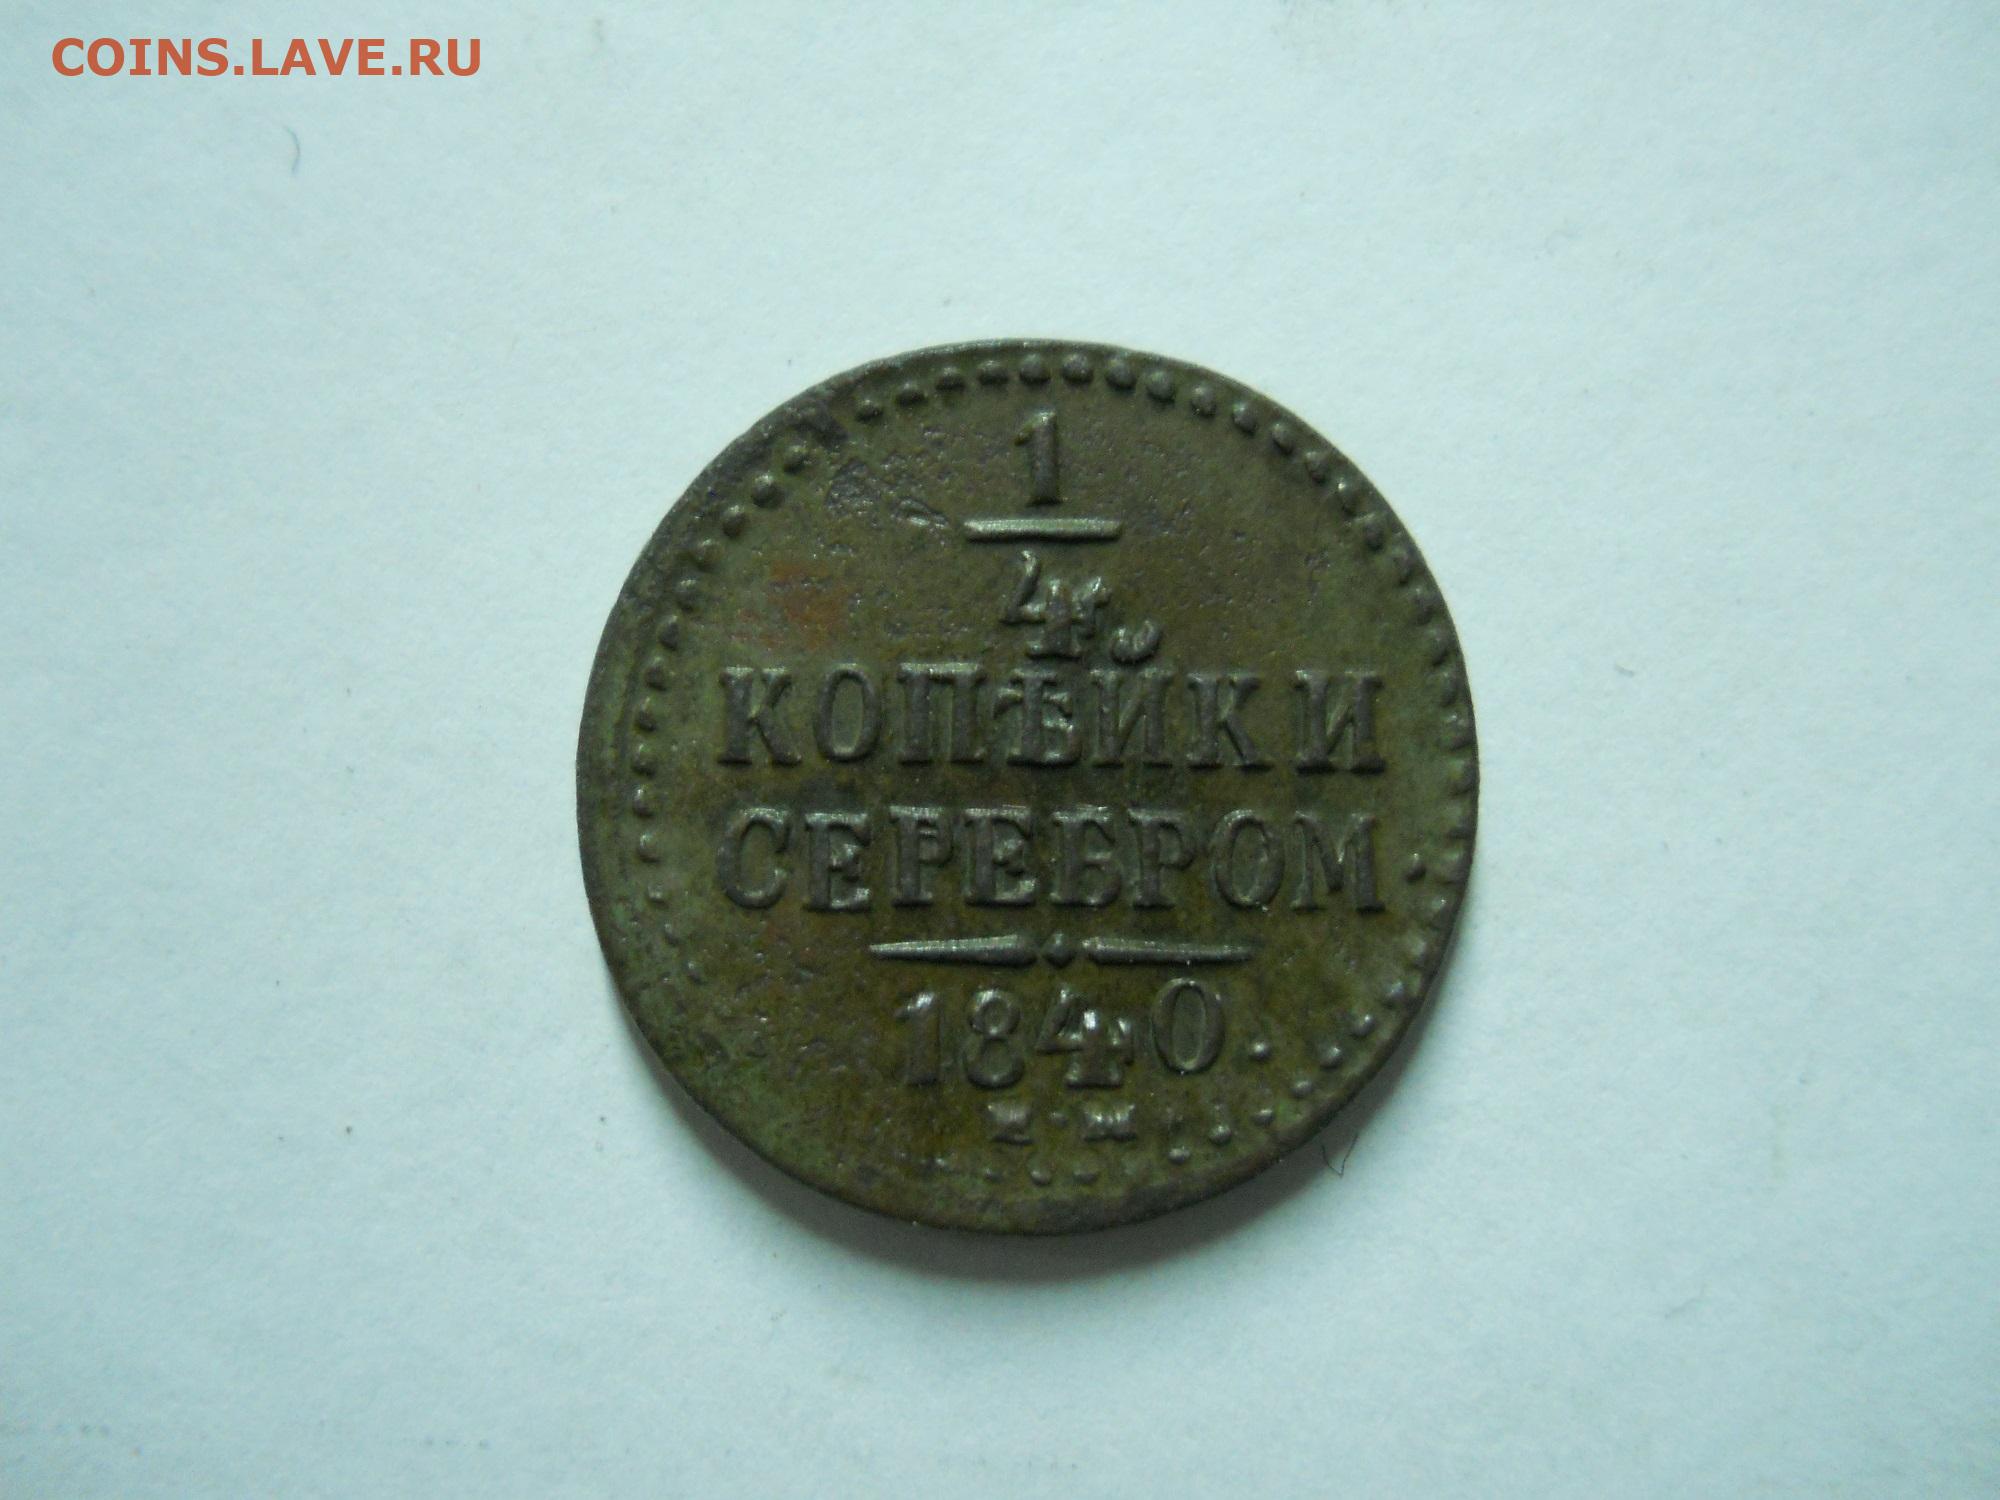 COINS.LAVE.RU
1
4
КОПѢЙКИ
СЕРЕБРОМ
1840